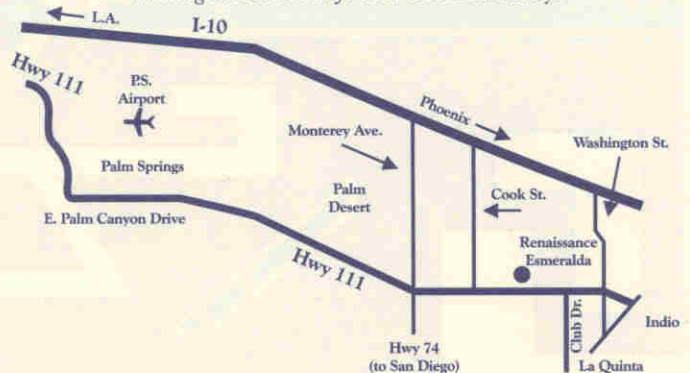 L.A.
I-10
Hwy 111
P.S.
Airport
Phoenix
Monterey Ave.
Washington St.
Palm Springs
Palm
Desert
Cook St.
E. Palm Canyon Drive
Renaissance
Esmeralda
Hwy 111
Club Dr.
Indio
Hwy 74
(to San Diego)
La Quinta